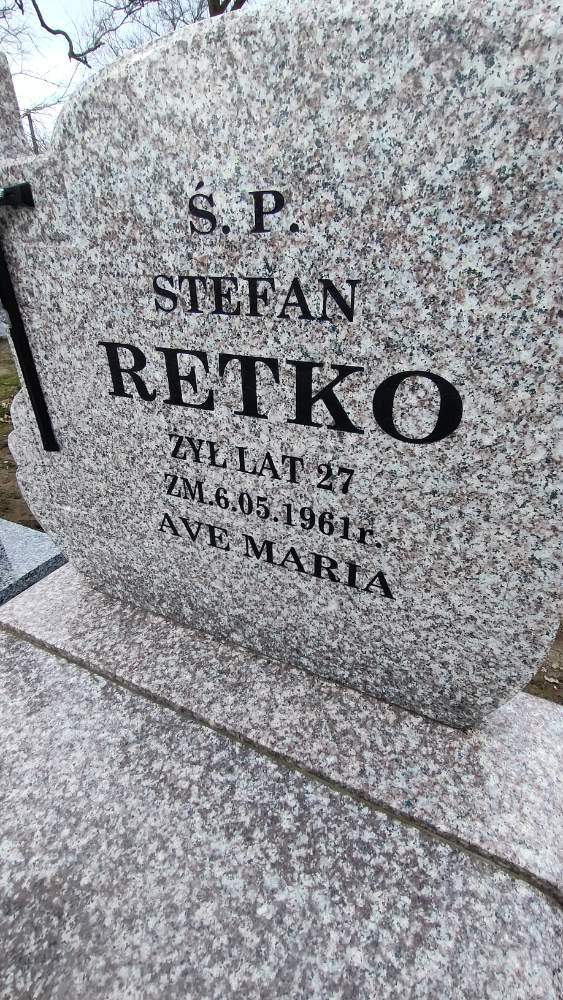 Ś. P.
STEFAN
RETKO
ŻYŁ LAT 27
ZM.6.05.1961r.
AVE MARIA